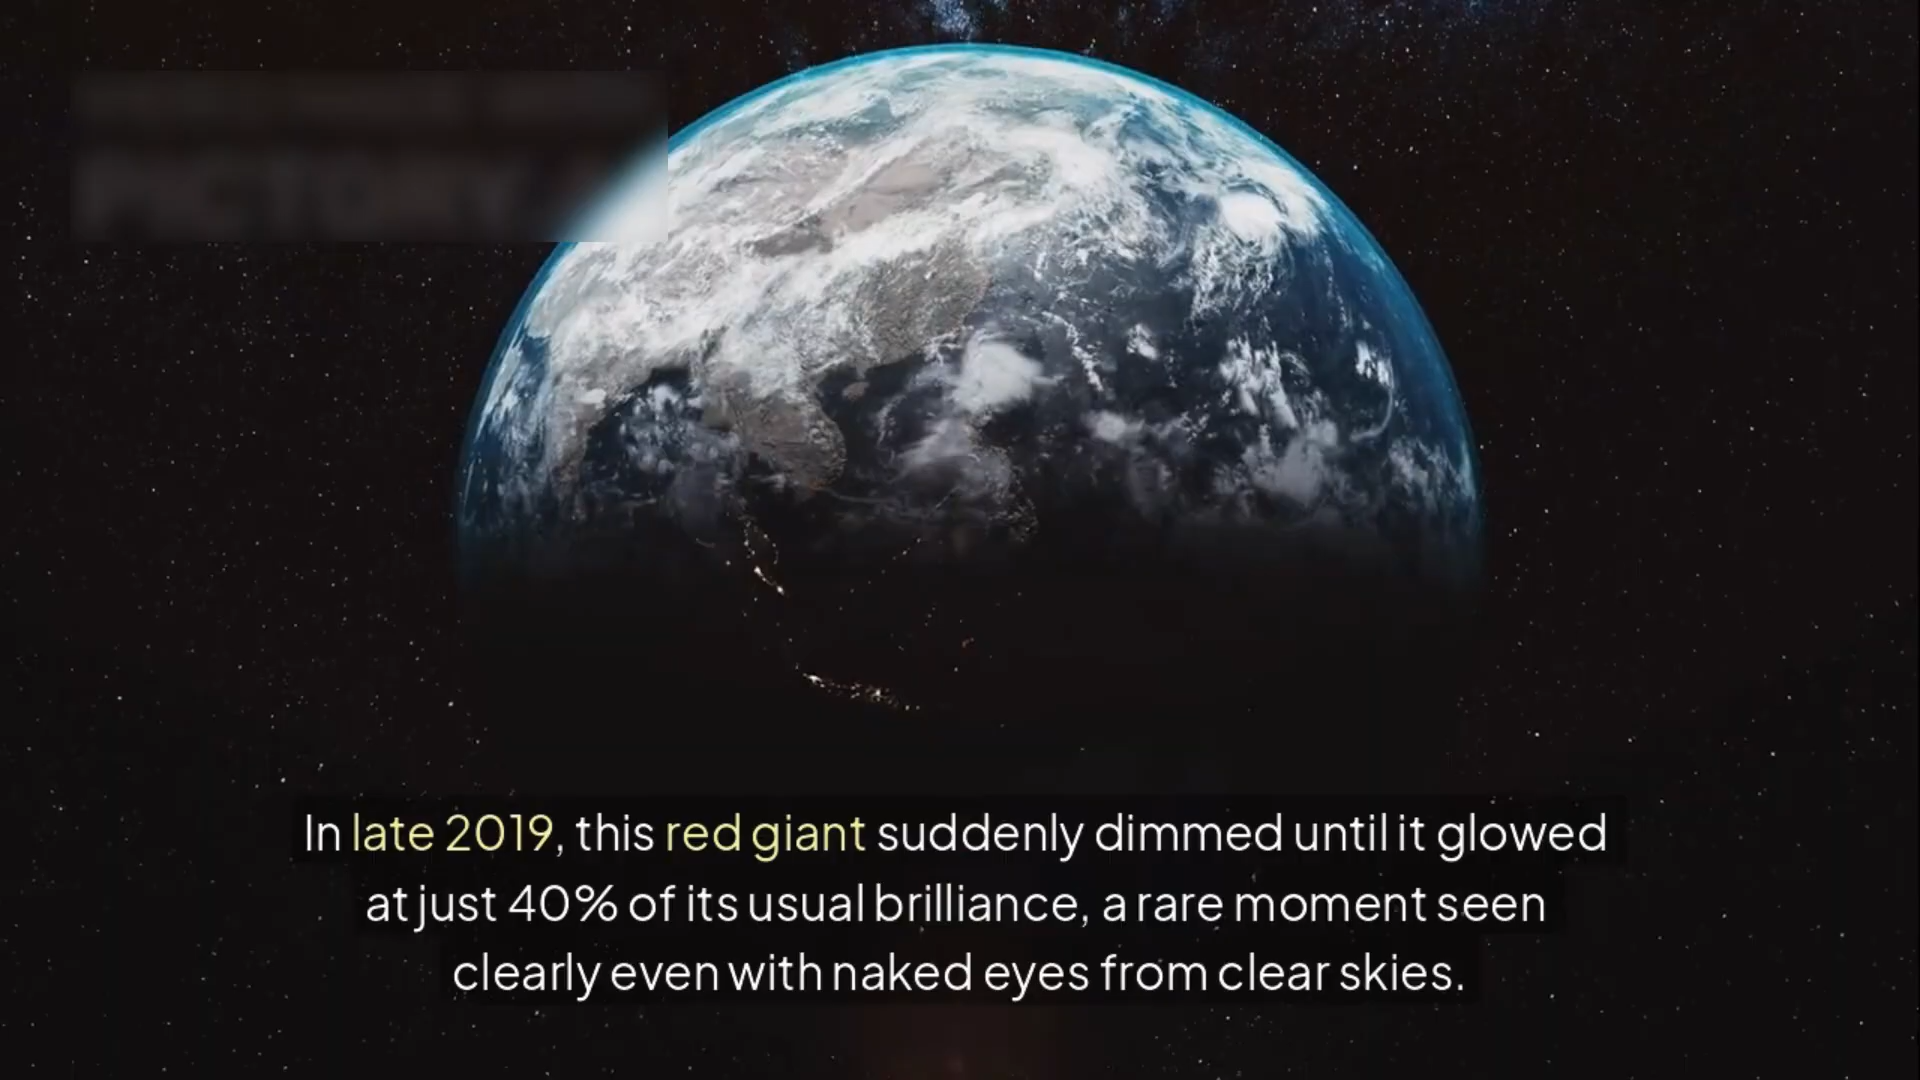 In late 2019, this red giant suddenly dimmed until it glowed
at just 40% of its usual brilliance, a rare moment seen
clearly even with naked eyes from clear skies.